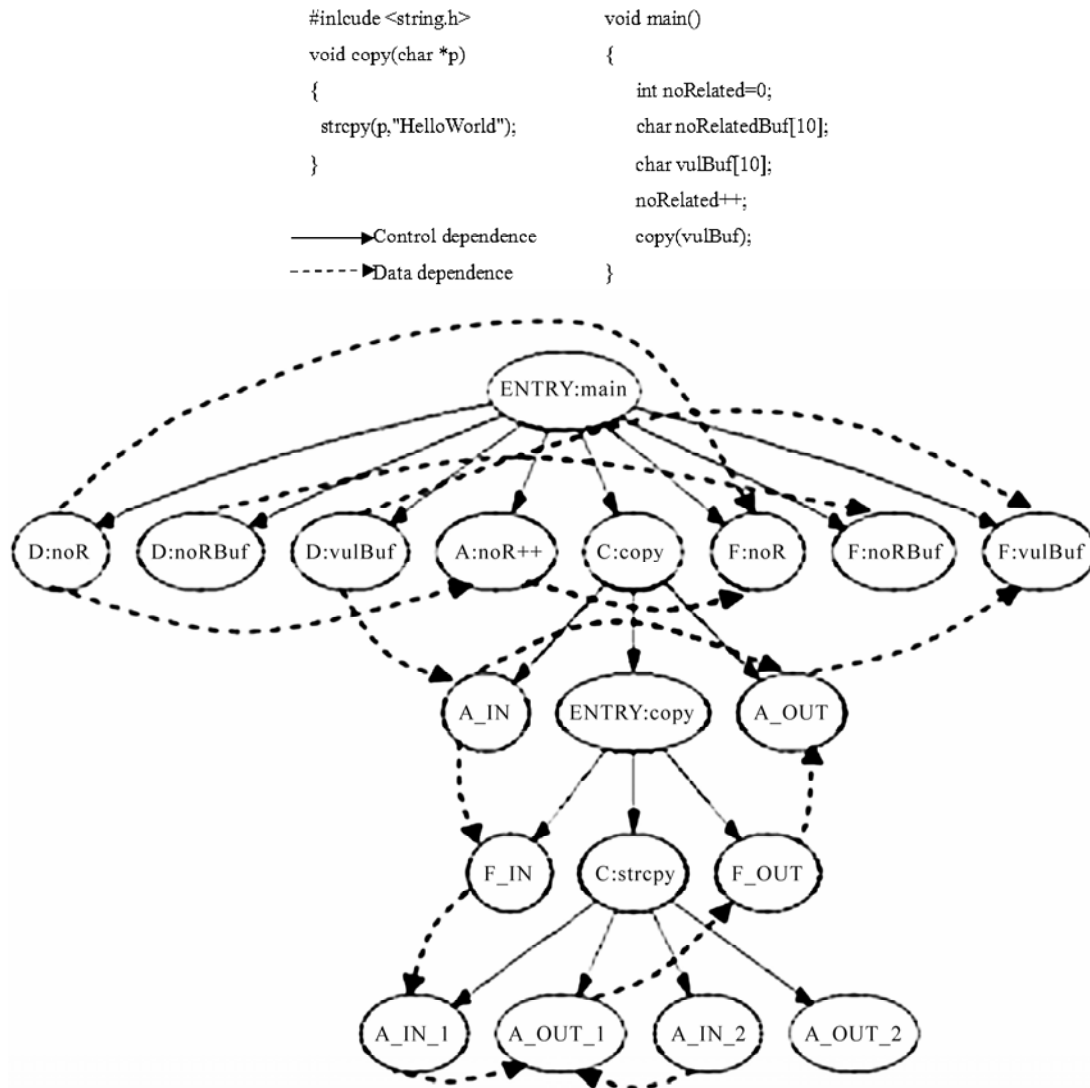 #inlcude <string.h>
void copy(char *p)
{
strcpy(p,"HelloWorld");
}
void main()
{
int noRelated=0;
char noRelatedBuf[10];
char vulBuf[10];
noRelated++;
copy(vulBuf);
}
Control dependence
Data dependence
ENTRY:main
D:noR
D:noRBuf
D:vulBuf
A:noR++
C:copy
F:noR
F:noRBuf
F:vulBuf
A_IN
ENTRY:copy
A_OUT
F_IN
C:strcpy
F_OUT
A_IN_1
A_OUT_1
A_IN_2
A_OUT_2